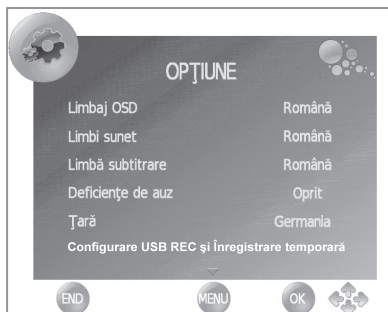 OPŢIUNE
Limbaj OSD Română
Limbi sunet Română
Limbă subtitrare Română
Deficienţe de auz Oprit
Ţară Germania
Configurare USB REC şi Înregistrare temporară
END MENU OK